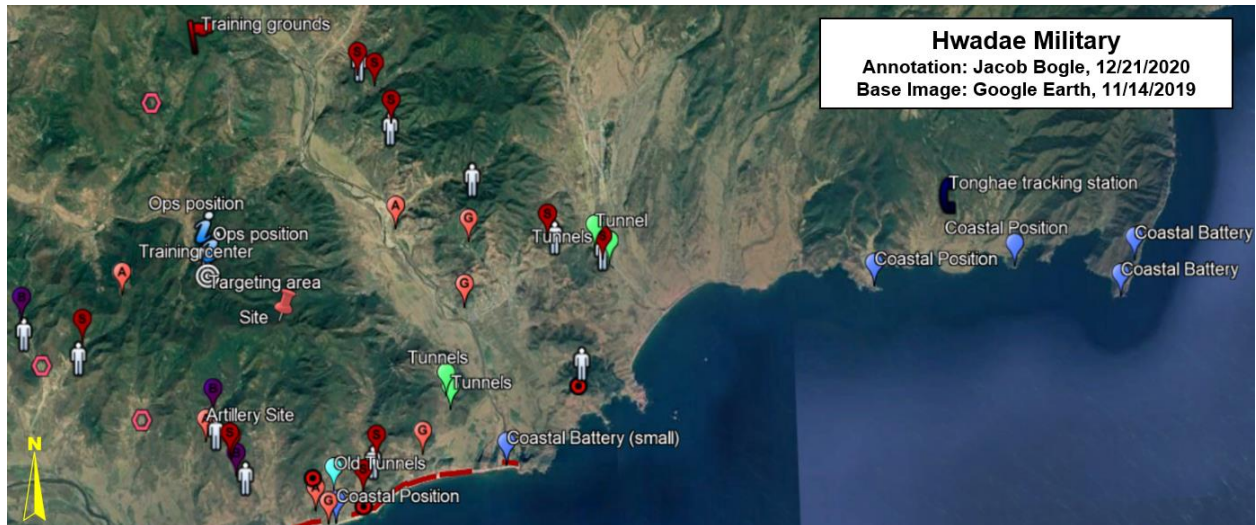 Training grounds
Hwadae Military
Annotation: Jacob Bogle, 12/21/2020
Base Image: Google Earth, 11/14/2019
S
S
S
Tonghae tracking station
Ops position
A
G
S
Tunnel
Ops position
Tunnels
Coastal Position
Coastal Battery
Training center
Coastal Position
Coastal Battery
A
Targeting area
G
B
Site
S
Tunnels
Tunnels
B
Artillery Site
S
S
G
Coastal Battery (small)
B
N
Old Tunnels
A
G
Coastal Position